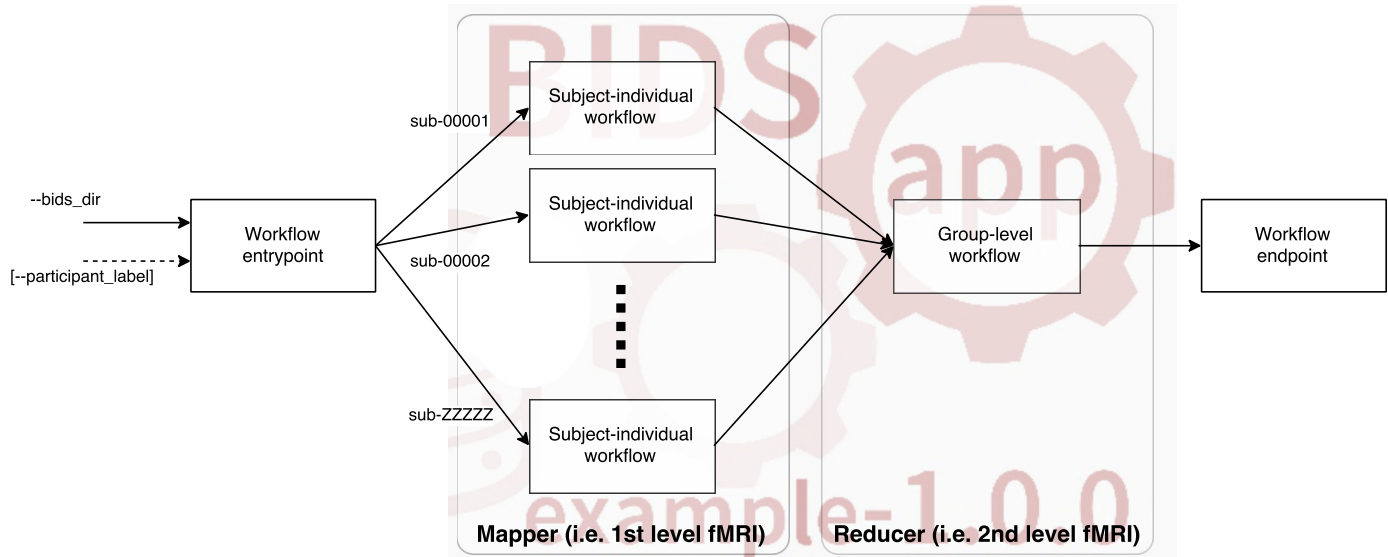 BIDS
app
example-1.0.0
--bids_dir
[--participant_label]
Workflow
entrypoint
sub-00001
sub-00002
sub-ZZZZZ
Subject-individual
workflow
Subject-individual
workflow
Subject-individual
workflow
Mapper (i.e. 1st level fMRI)
Group-level
workflow
Reducer (i.e. 2nd level fMRI)
Workflow
endpoint